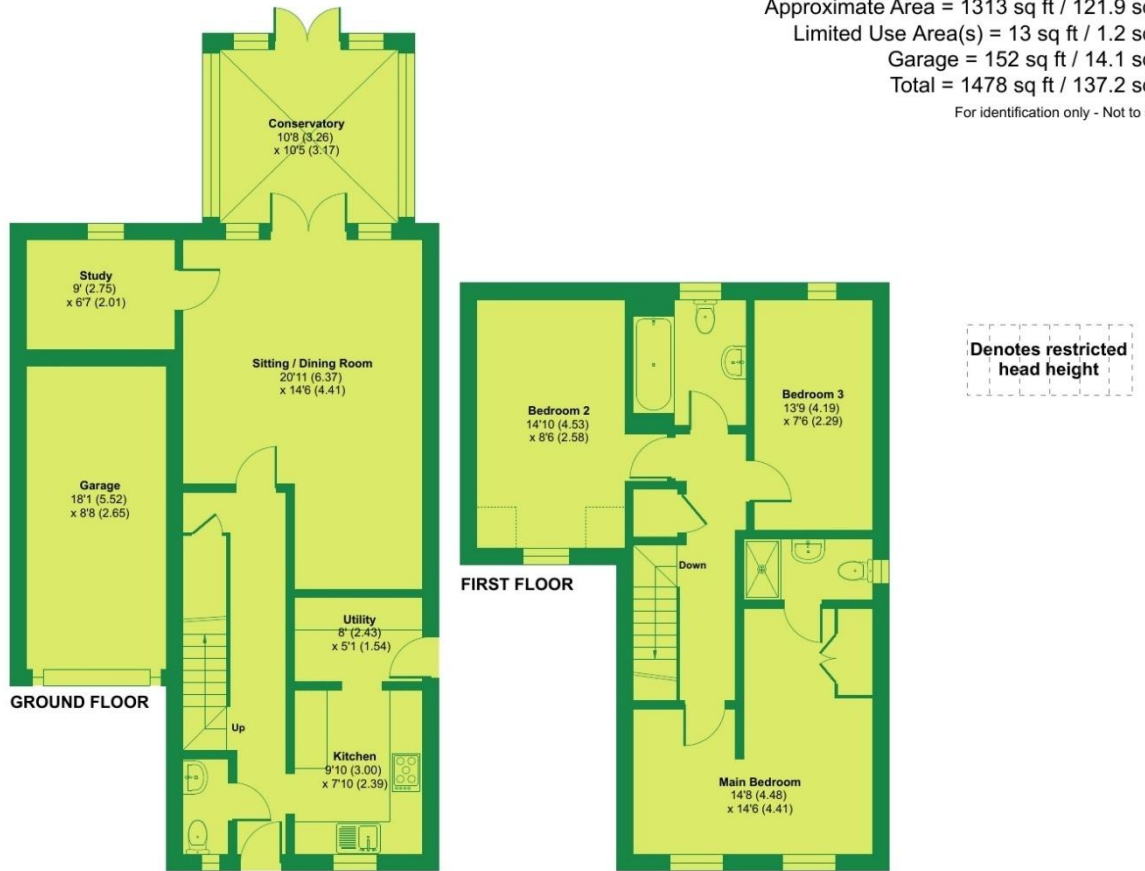 Approximate Area = 1313 sq ft / 121.9 s
Limited Use Area(s) = 13 sq ft / 1.2 s
Garage = 152 sq ft / 14.1 s
Total = 1478 sq ft / 137.2 s
For identification only - Not to
Conservatory
10'8 (3.26)
x 10'5 (3.17)
Study
9' (2.75)
x 6'7 (2.01)
Sitting / Dining Room
20'11 (6.37)
x 14'6 (4.41)
Garage
18'1 (5.52)
x 8'8 (2.65)
Utility
8' (2.43)
x 5'1 (1.54)
Up
Kitchen
9'10 (3.00)
x 7'10 (2.39)
GROUND FLOOR
Bedroom 2
14'10 (4.53)
x 8'6 (2.58)
Bedroom 3
13'9 (4.19)
x 7'6 (2.29)
Down
FIRST FLOOR
Main Bedroom
14'8 (4.48)
x 14'6 (4.41)
Denotes restricted
head height